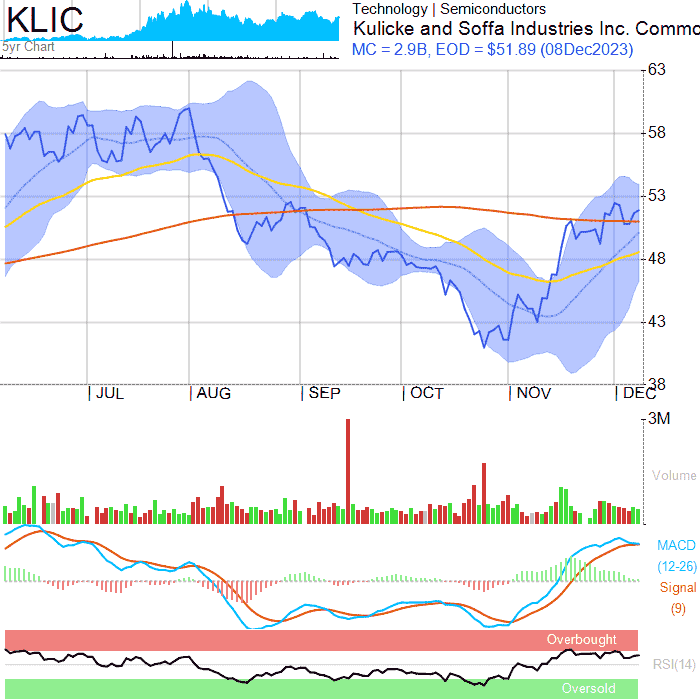 KLIC
5yr Chart
Technology | Semiconductors
Kulicke and Soffa Industries Inc. Commo
MC = 2.9B, EOD = $51.89 (08Dec2023)
63
58
53
48
43
38
JUL
AUG
SEP
OCT
NOV
DEC
3M
Volume
MACD
(12-26)
Signal
(9)
Overbought
RSI(14)
Oversold